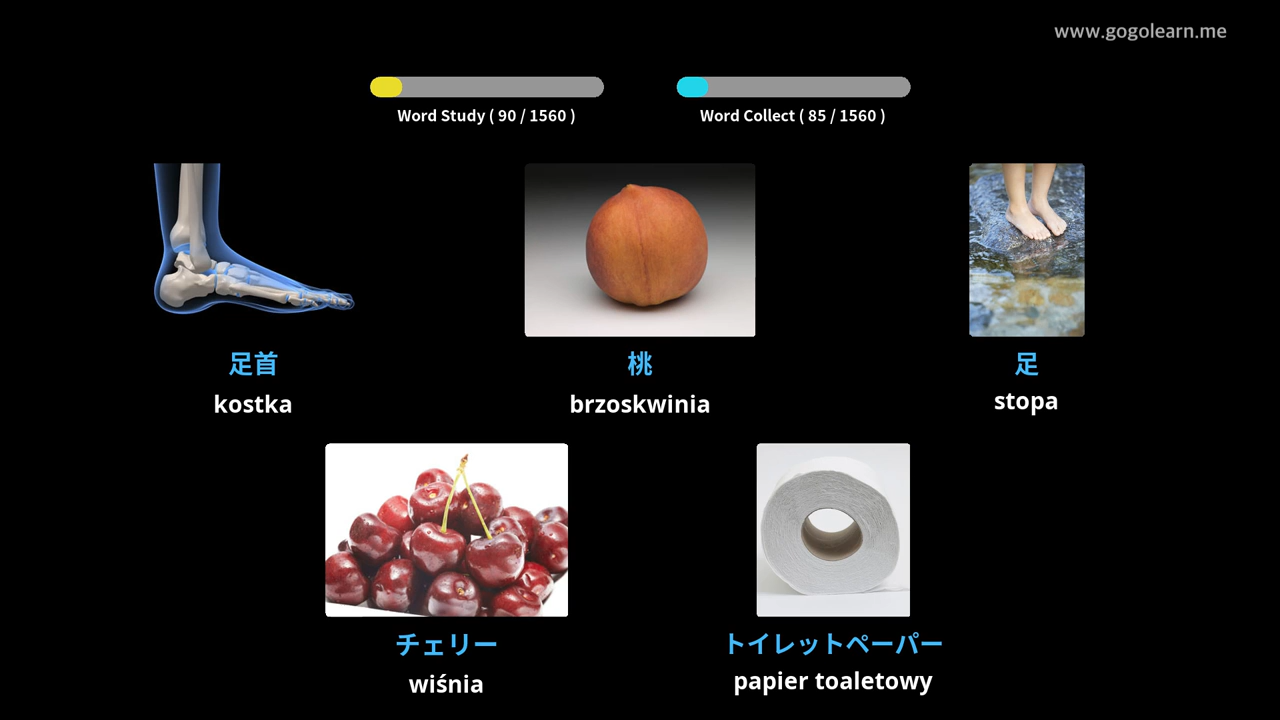 www.gogolearn.me
Word Study ( 90 / 1560 )
Word Collect ( 85 / 1560 )
足首
kostka
桃
brzoskwinia
足
stopa
チェリー
wiśnia
トイレットペーパー
papier toaletowy